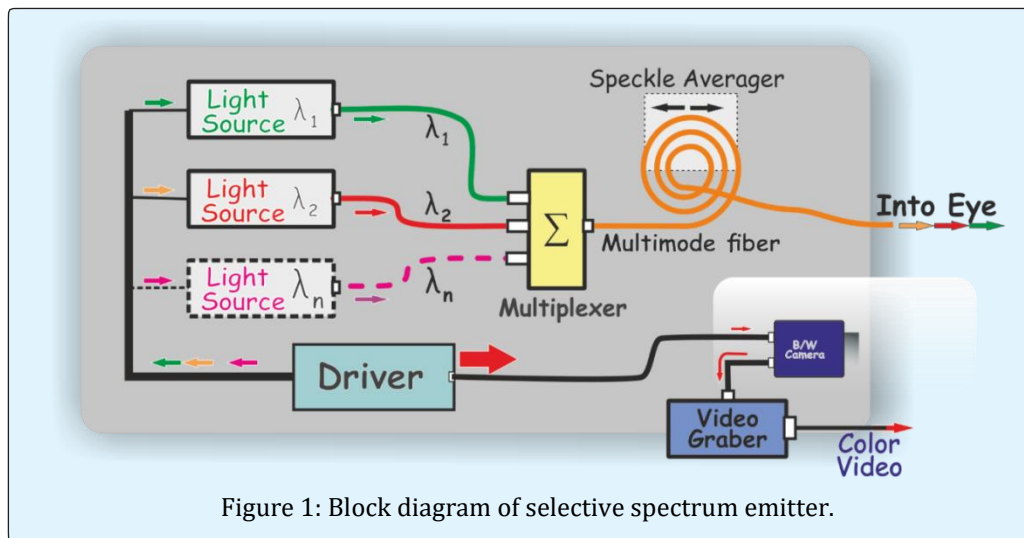 Speckle Averager
Light
Source λ1
λ1
Light
Source λ2
λ2
Σ
Into Eye
Multimode fiber
Light
Source λn
λn
Multiplexer
B/W
Camera
Driver
Video
Graber
Color
Video
Figure 1: Block diagram of selective spectrum emitter.